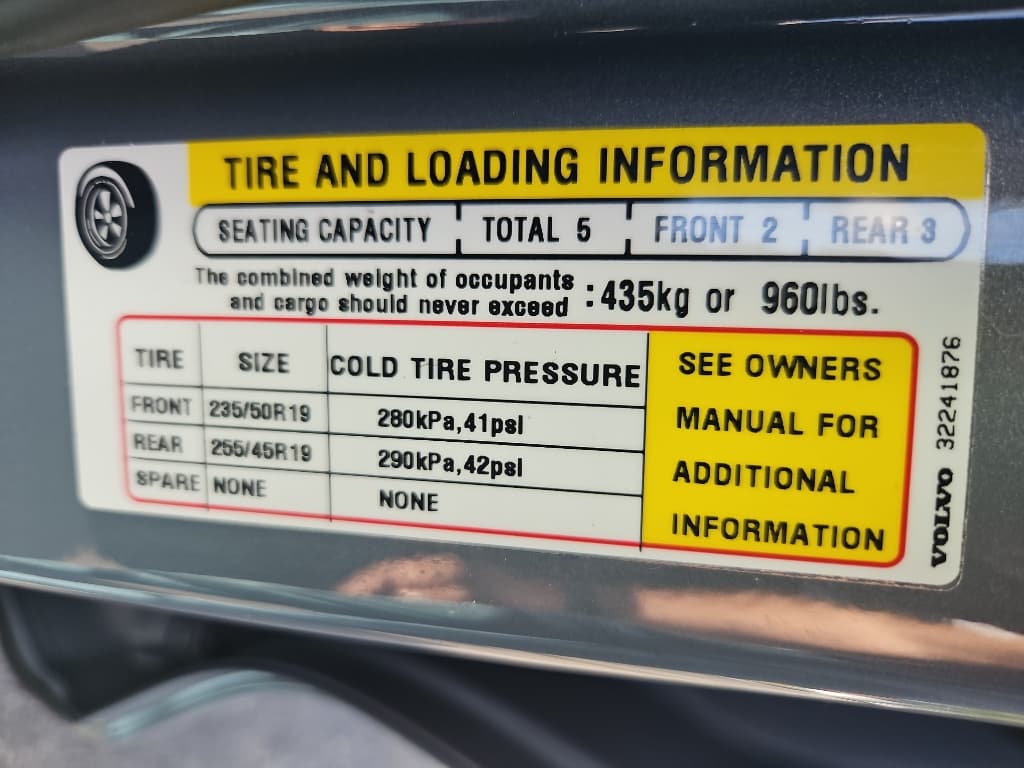 TIRE AND LOADING INFORMATION
SEATING CAPACITY TOTAL 5 FRONT 2 REAR 3
The combined weight of occupants
and cargo should never exceed :435kg or 960lbs.
TIRE SIZE COLD TIRE PRESSURE
FRONT 235/50R19 280kPa,41psi
REAR 255/45R19 290kPa,42psi
SPARE NONE NONE
SEE OWNERS
MANUAL FOR
ADDITIONAL
INFORMATION
VOLVO 32241876